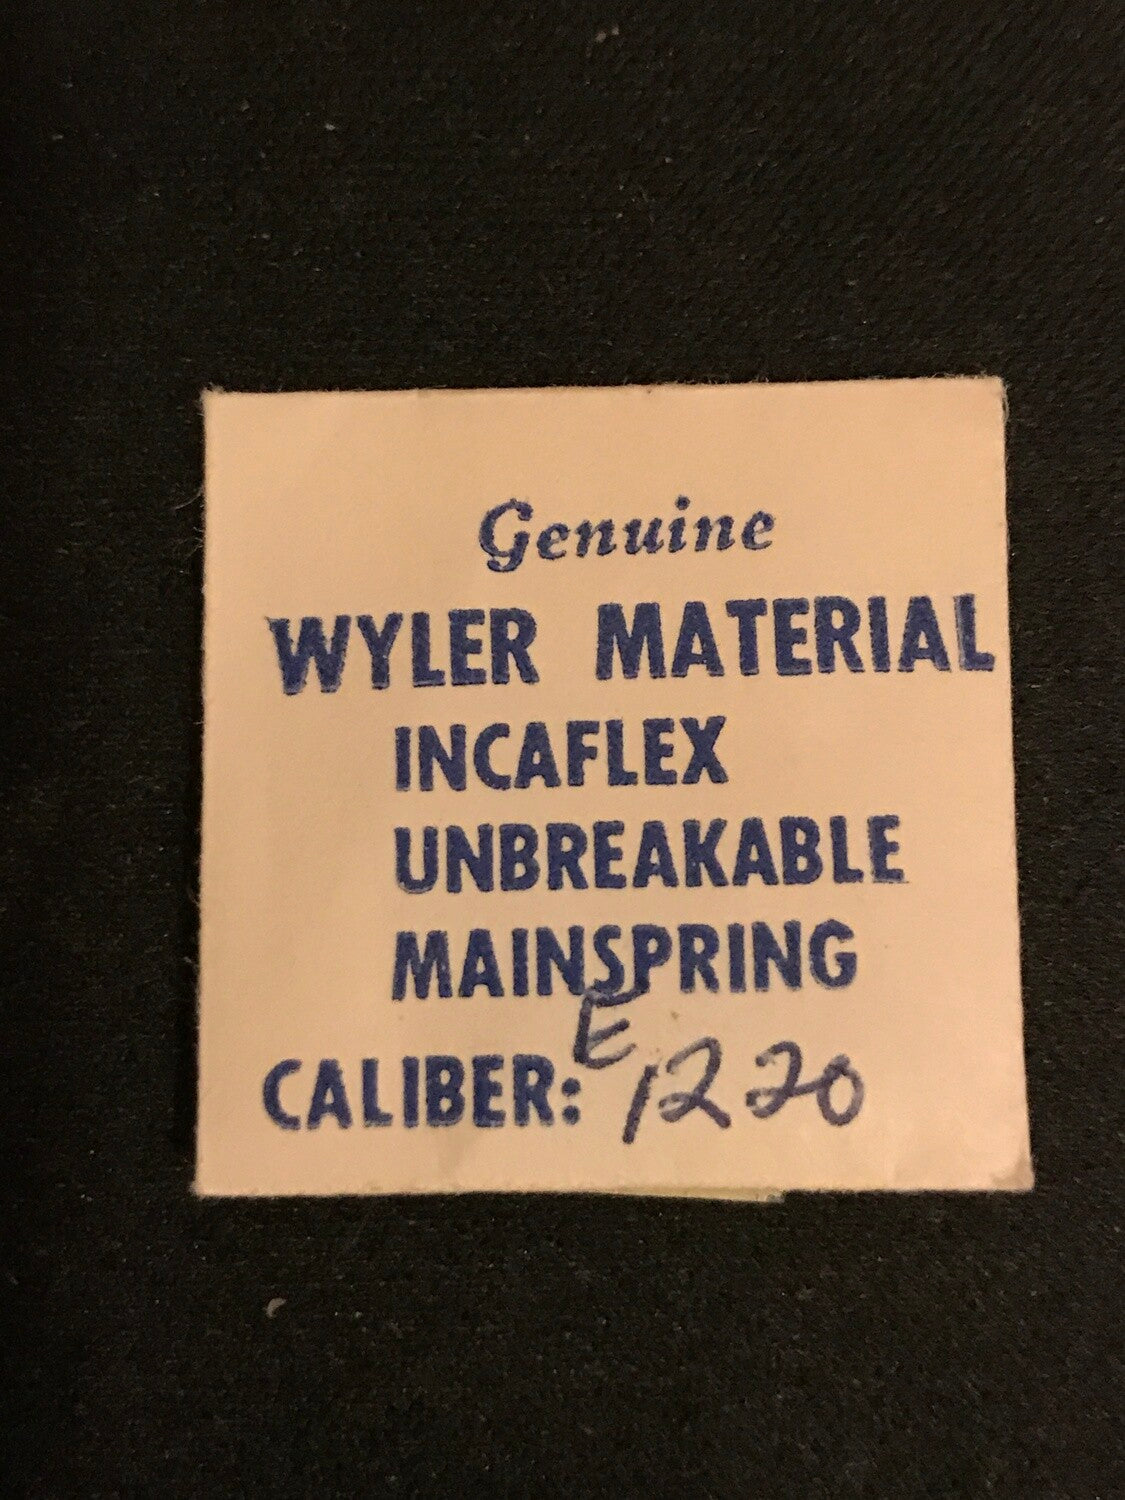 Genuine
WYLER MATERIAL
INCAFLEX
UNBREAKABLE
MAINSPRING
CALIBER: E 1220